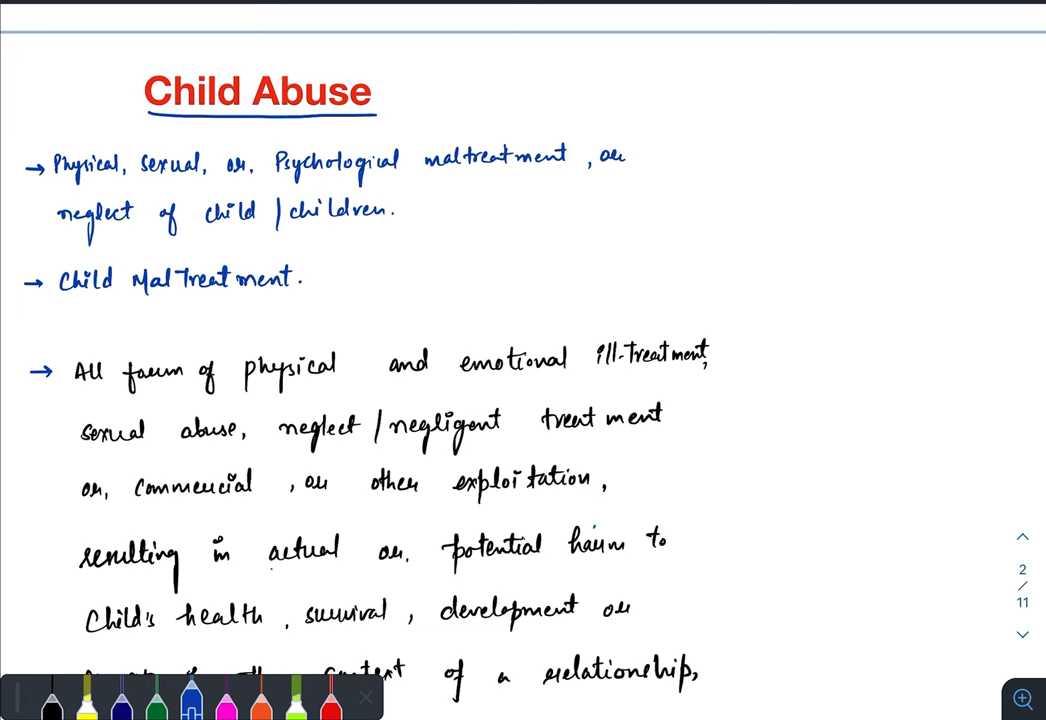 Child Abuse
→ Physical, sexual, or, Psychological maltreatment, or
neglect of child / children.
→ Child Maltreatment.
→ All form of physical and emotional ill-treatment,
sexual abuse, neglect / negligent treatment
or, commercial, or other exploitation,
resulting in actual or, potential harm to
child's health, survival, development or
context of a relationship,
2
/
11